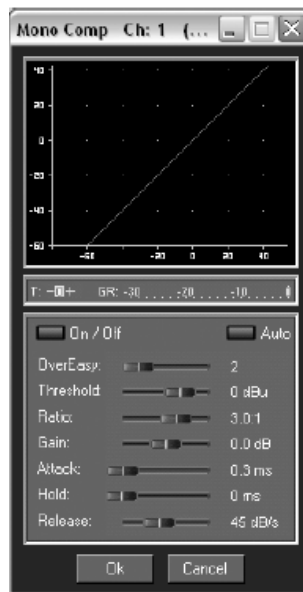 Mono Comp Ch: 1 (...
40
20
0
-20
-40
-60
-60 -20 0 20 40
T: -□+ GR: -30 . . . . . -20 . . . . . -10 . . . .
On / Off Auto
OverEasy: 2
Threshold: 0 dBu
Ratio: 3.0:1
Gain: 0.0 dB
Attack: 0.3 ms
Hold: 0 ms
Release: 45 dB/s
Ok Cancel